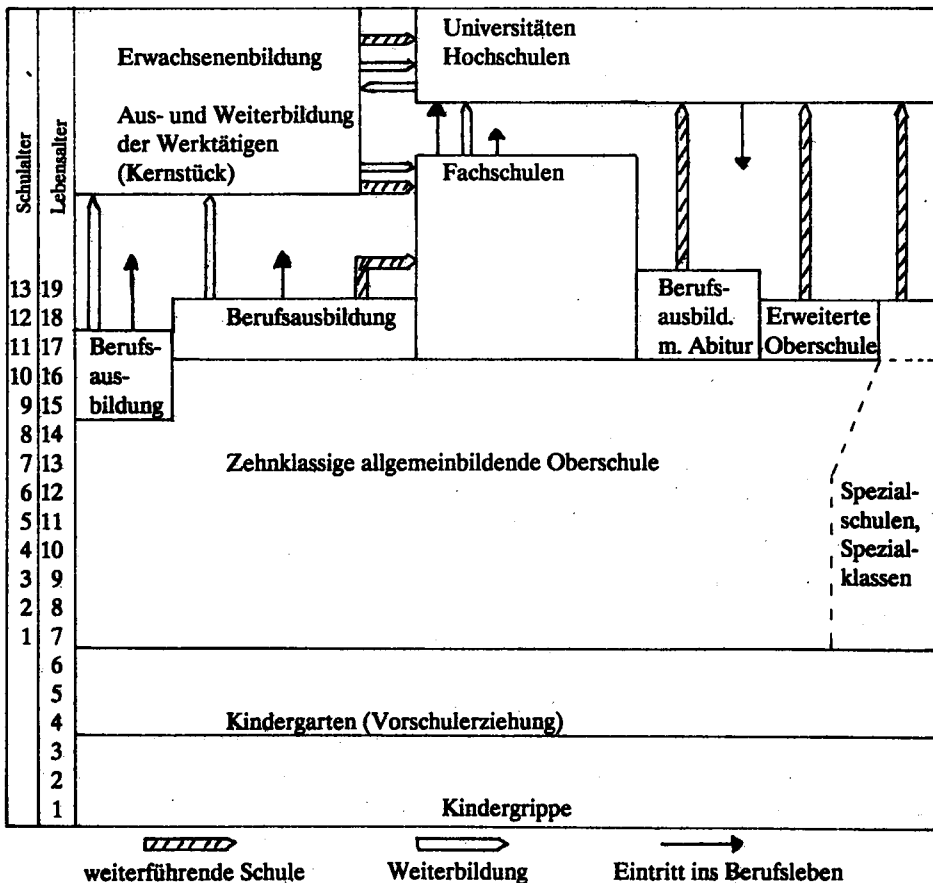 Universitäten
Hochschulen
Erwachsenenbildung
Aus- und Weiterbildung
der Werktätigen
(Kernstück)
Schulalter
Lebensalter
Fachschulen
13 19
12 18
11 17
10 16
9 15
8 14
7 13
6 12
5 11
4 10
3 9
2 8
1 7
6
5
4
3
2
1
Berufs-
aus-
bildung
Berufsausbildung
Berufs-
ausbild.
m. Abitur
Erweiterte
Oberschule
Zehnklassige allgemeinbildende Oberschule
Spezial-
schulen,
Spezial-
klassen
Kindergarten (Vorschulerziehung)
Kindergrippe
weiterführende Schule
Weiterbildung
Eintritt ins Berufsleben